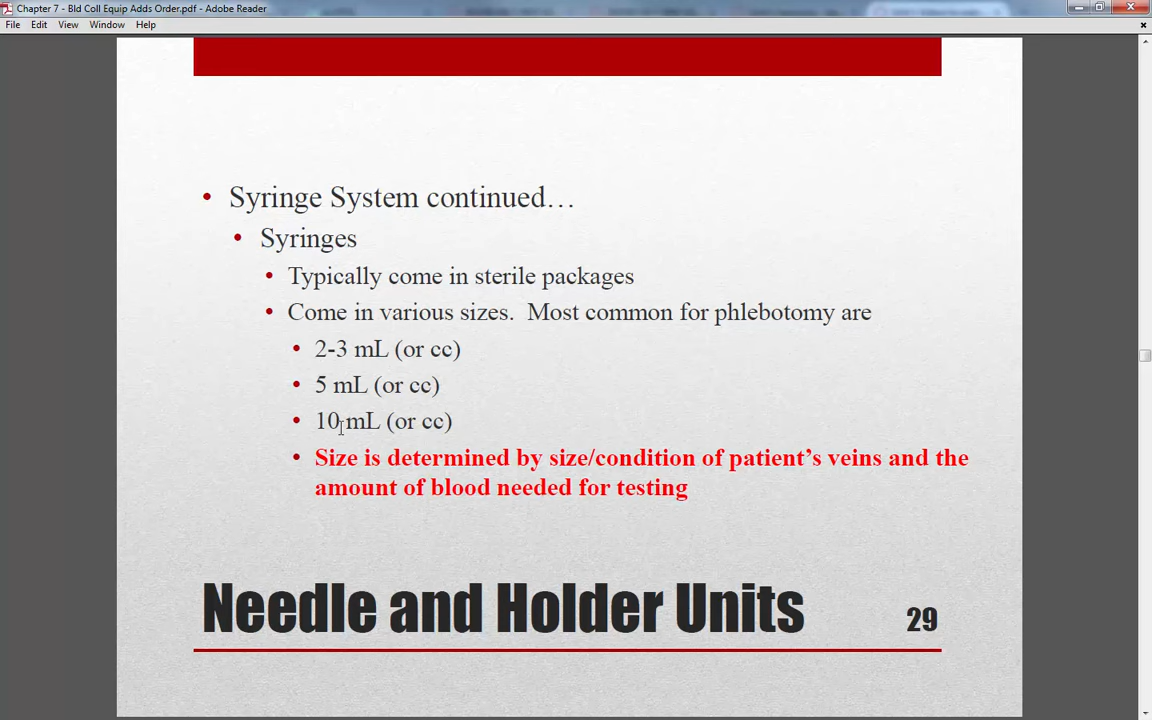 Chapter 7 - Bld Coll Equip Adds Order.pdf - Adobe Reader
File Edit View Window Help
• Syringe System continued…
• Syringes
• Typically come in sterile packages
• Come in various sizes. Most common for phlebotomy are
• 2-3 mL (or cc)
• 5 mL (or cc)
• 10 mL (or cc)
• Size is determined by size/condition of patient’s veins and the
amount of blood needed for testing
Needle and Holder Units
29